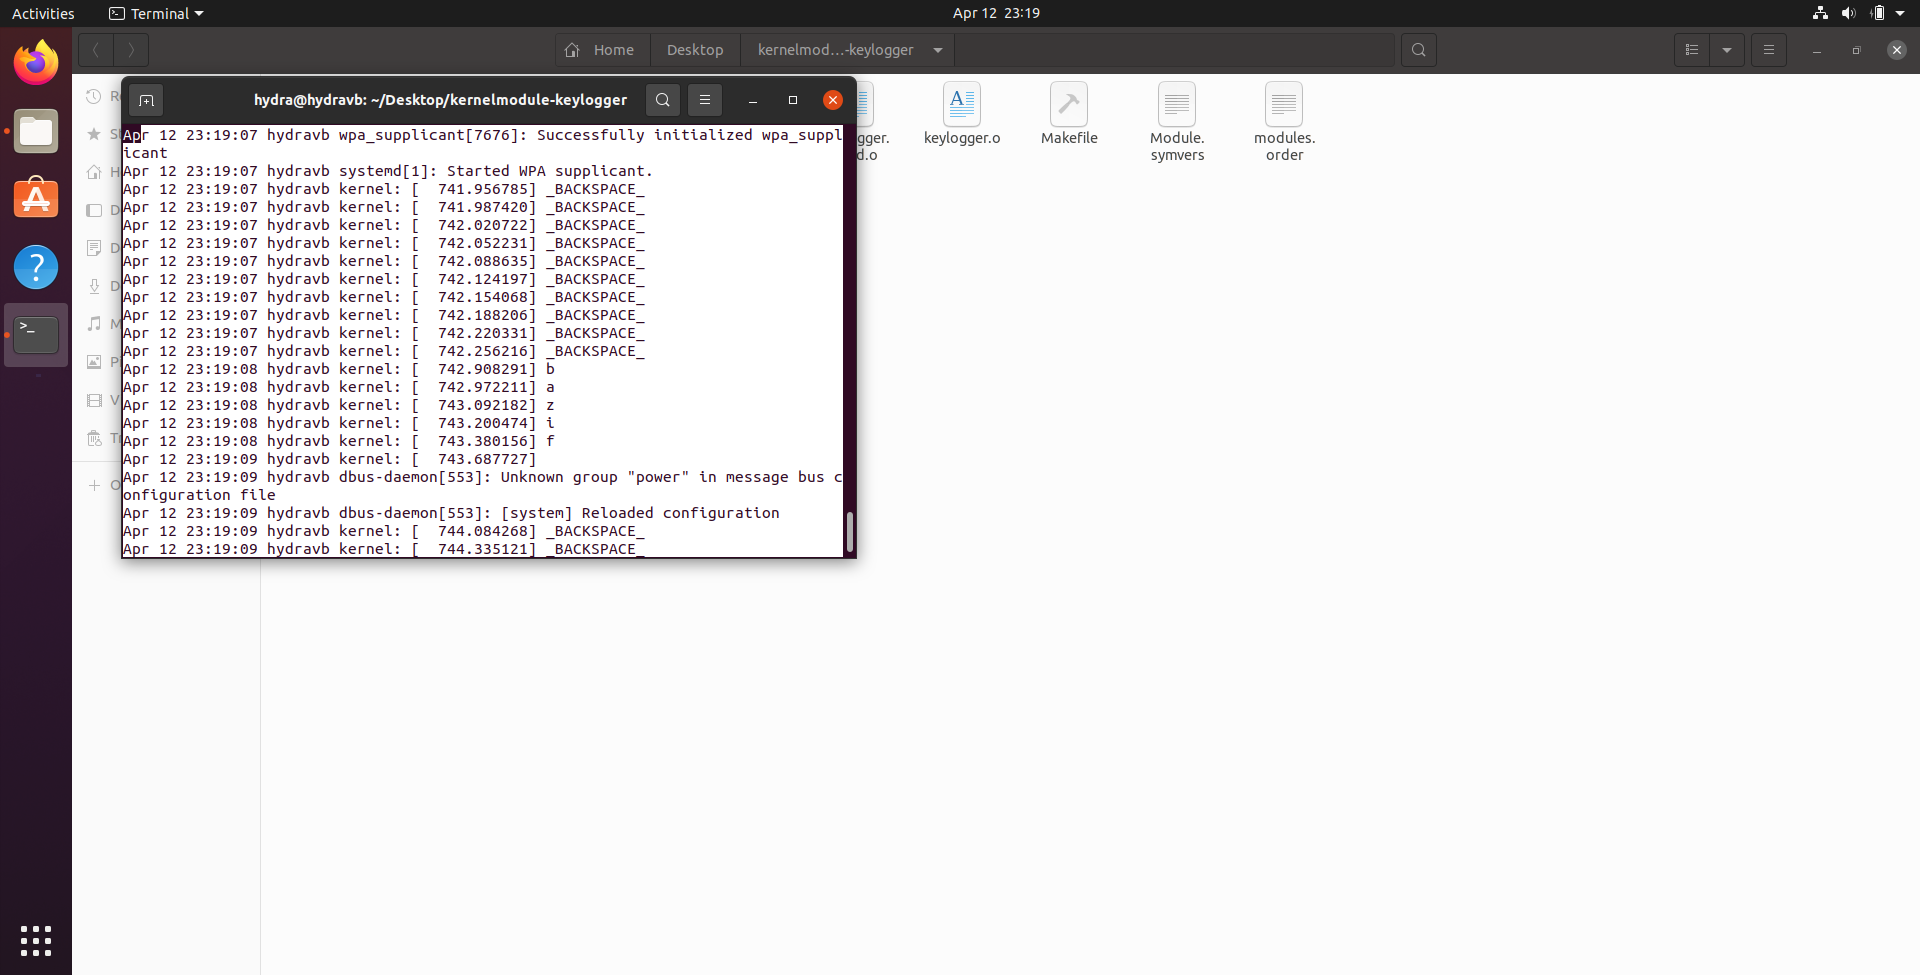 Activities
Terminal
Apr 12 23:19
Home
Desktop
kernelmod...-keylogger
hydra@hydravb: ~/Desktop/kernelmodule-keylogger
gger.
d.o
keylogger.o
Makefile
Module.
symvers
modules.
order
Apr 12 23:19:07 hydravb wpa_supplicant[7676]: Successfully initialized wpa_suppl
icant
Apr 12 23:19:07 hydravb systemd[1]: Started WPA supplicant.
Apr 12 23:19:07 hydravb kernel: [  741.956785] _BACKSPACE_
Apr 12 23:19:07 hydravb kernel: [  741.987420] _BACKSPACE_
Apr 12 23:19:07 hydravb kernel: [  742.020722] _BACKSPACE_
Apr 12 23:19:07 hydravb kernel: [  742.052231] _BACKSPACE_
Apr 12 23:19:07 hydravb kernel: [  742.088635] _BACKSPACE_
Apr 12 23:19:07 hydravb kernel: [  742.124197] _BACKSPACE_
Apr 12 23:19:07 hydravb kernel: [  742.154068] _BACKSPACE_
Apr 12 23:19:07 hydravb kernel: [  742.188206] _BACKSPACE_
Apr 12 23:19:07 hydravb kernel: [  742.220331] _BACKSPACE_
Apr 12 23:19:07 hydravb kernel: [  742.256216] _BACKSPACE_
Apr 12 23:19:08 hydravb kernel: [  742.908291] b
Apr 12 23:19:08 hydravb kernel: [  742.972211] a
Apr 12 23:19:08 hydravb kernel: [  743.092182] z
Apr 12 23:19:08 hydravb kernel: [  743.200474] i
Apr 12 23:19:08 hydravb kernel: [  743.380156] f
Apr 12 23:19:09 hydravb kernel: [  743.687727]
Apr 12 23:19:09 hydravb dbus-daemon[553]: Unknown group "power" in message bus c
onfiguration file
Apr 12 23:19:09 hydravb dbus-daemon[553]: [system] Reloaded configuration
Apr 12 23:19:09 hydravb kernel: [  744.084268] _BACKSPACE_
Apr 12 23:19:09 hydravb kernel: [  744.335121] _BACKSPACE_